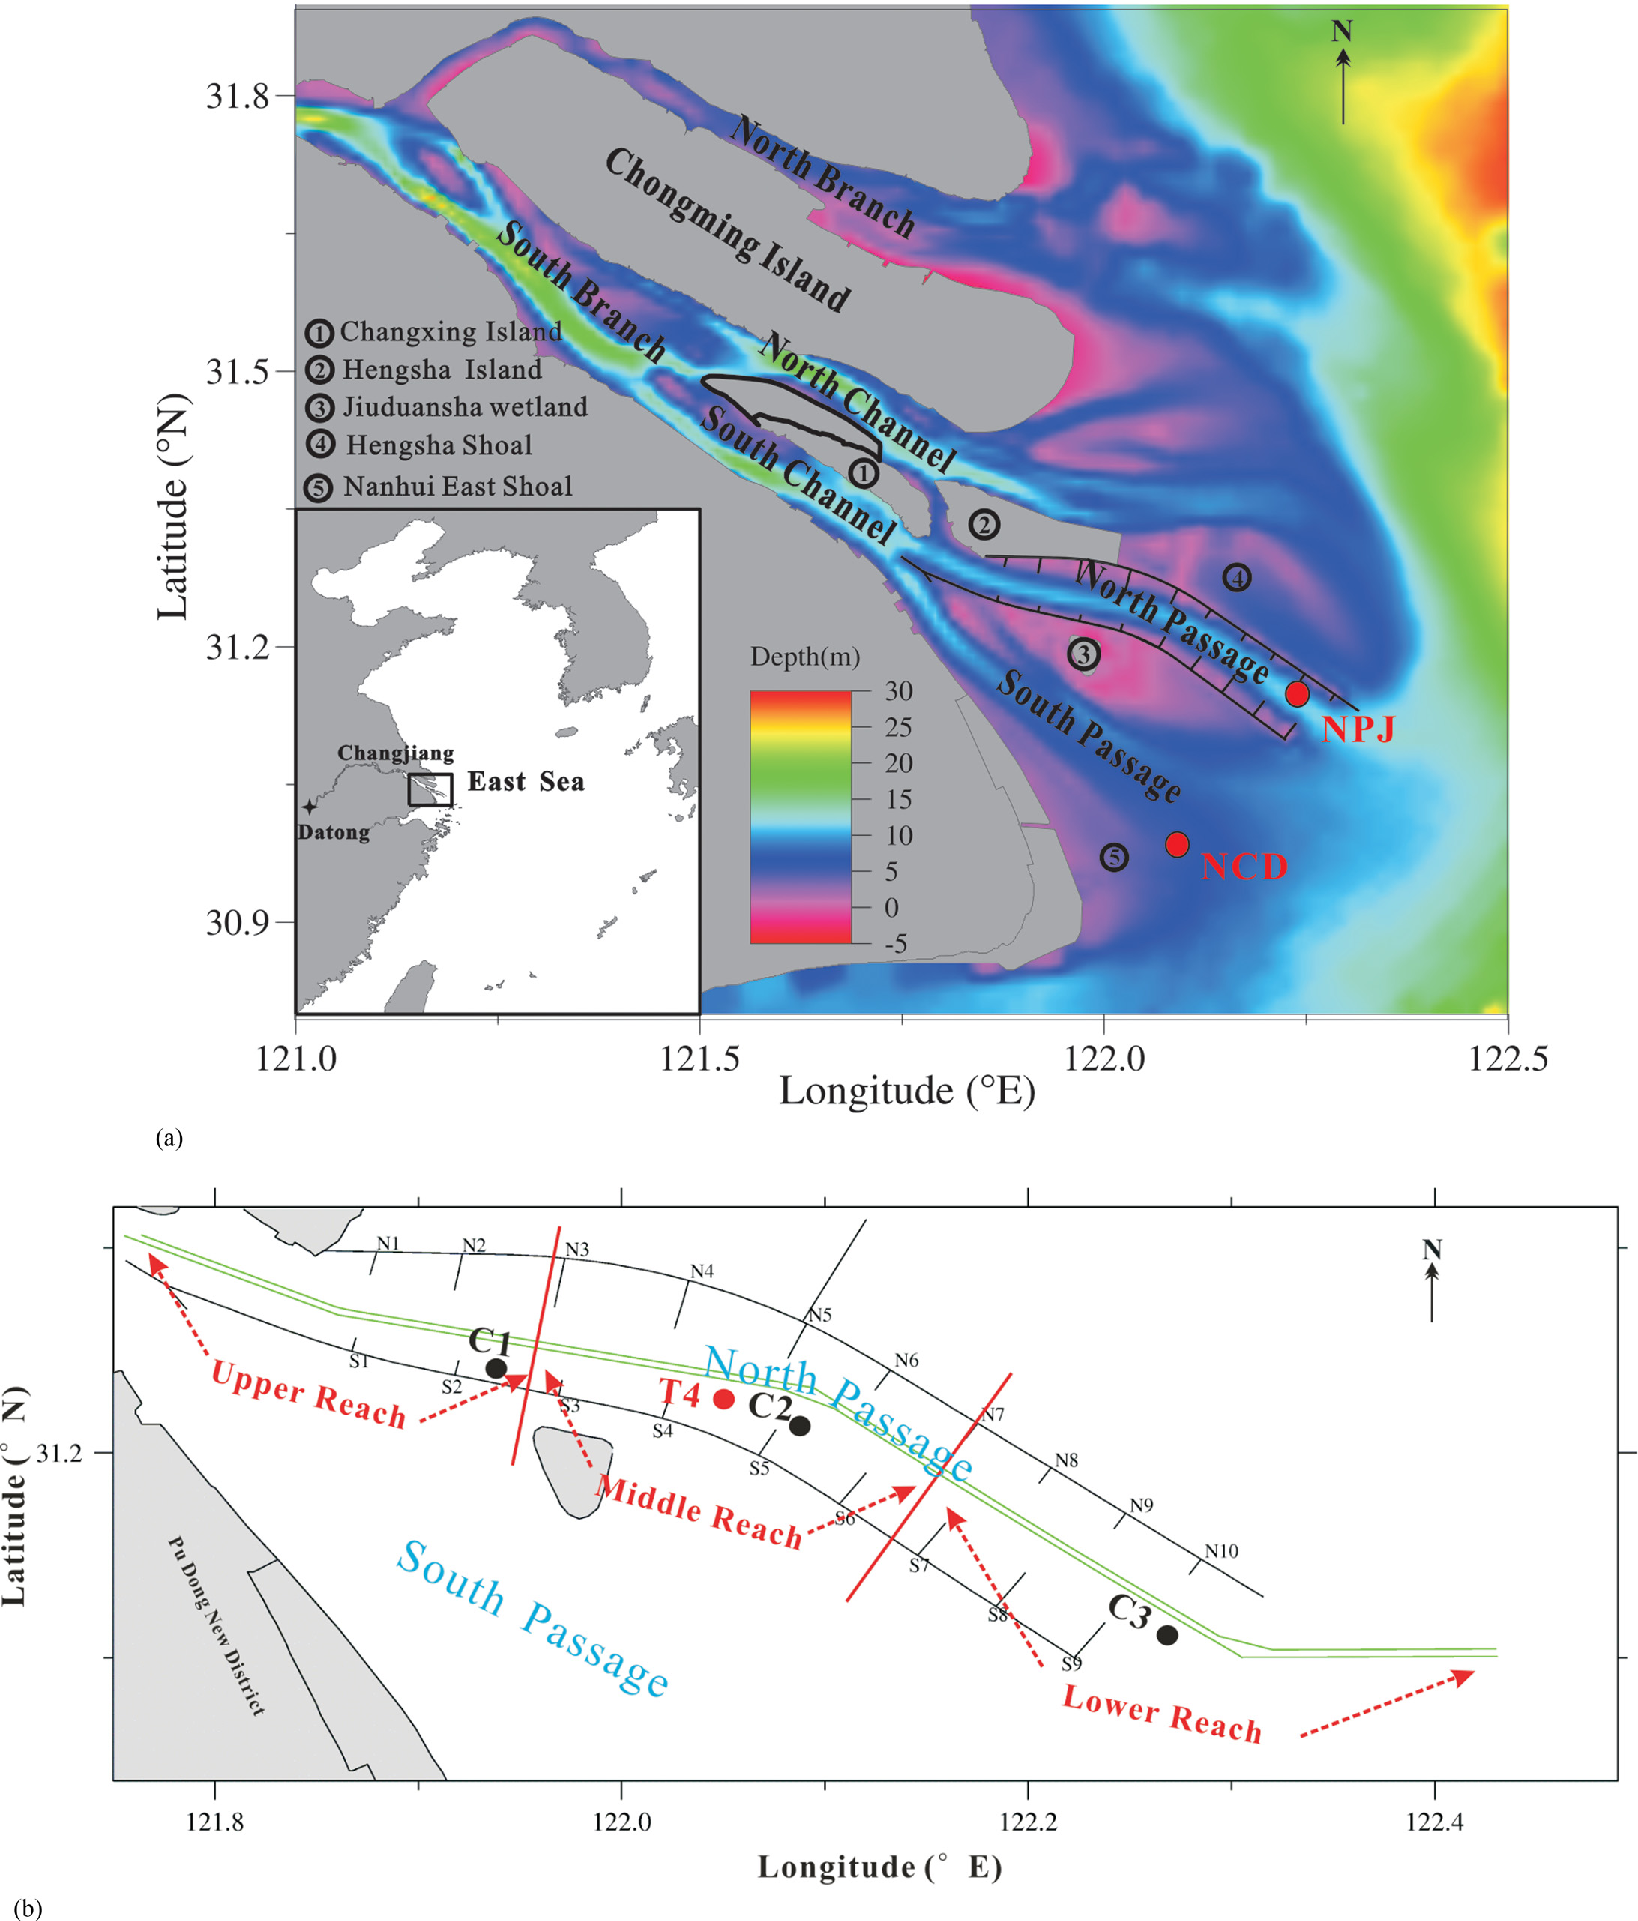 N
31.8
31.5
31.2
30.9
Latitude (°N)
North Branch
Chongming Island
South Branch
North Channel
South Channel
① Changxing Island
② Hengsha Island
③ Jiuduansha wetland
④ Hengsha Shoal
⑤ Nanhui East Shoal
①
②
④
③
⑤
North Passage
South Passage
NPJ
NCD
Depth(m)
30
25
20
15
10
5
0
-5
Changjiang
East Sea
Datong
121.0
121.5
122.0
122.5
Longitude (°E)
(a)
N
N1
N2
N3
N4
N5
N6
N7
N8
N9
N10
S1
S2
S3
S4
S5
S6
S7
S8
S9
C1
T4
C2
C3
North Passage
South Passage
Upper Reach
Middle Reach
Lower Reach
Pu Dong New District
31.2
Latitude (° N)
121.8
122.0
122.2
122.4
Longitude (° E)
(b)